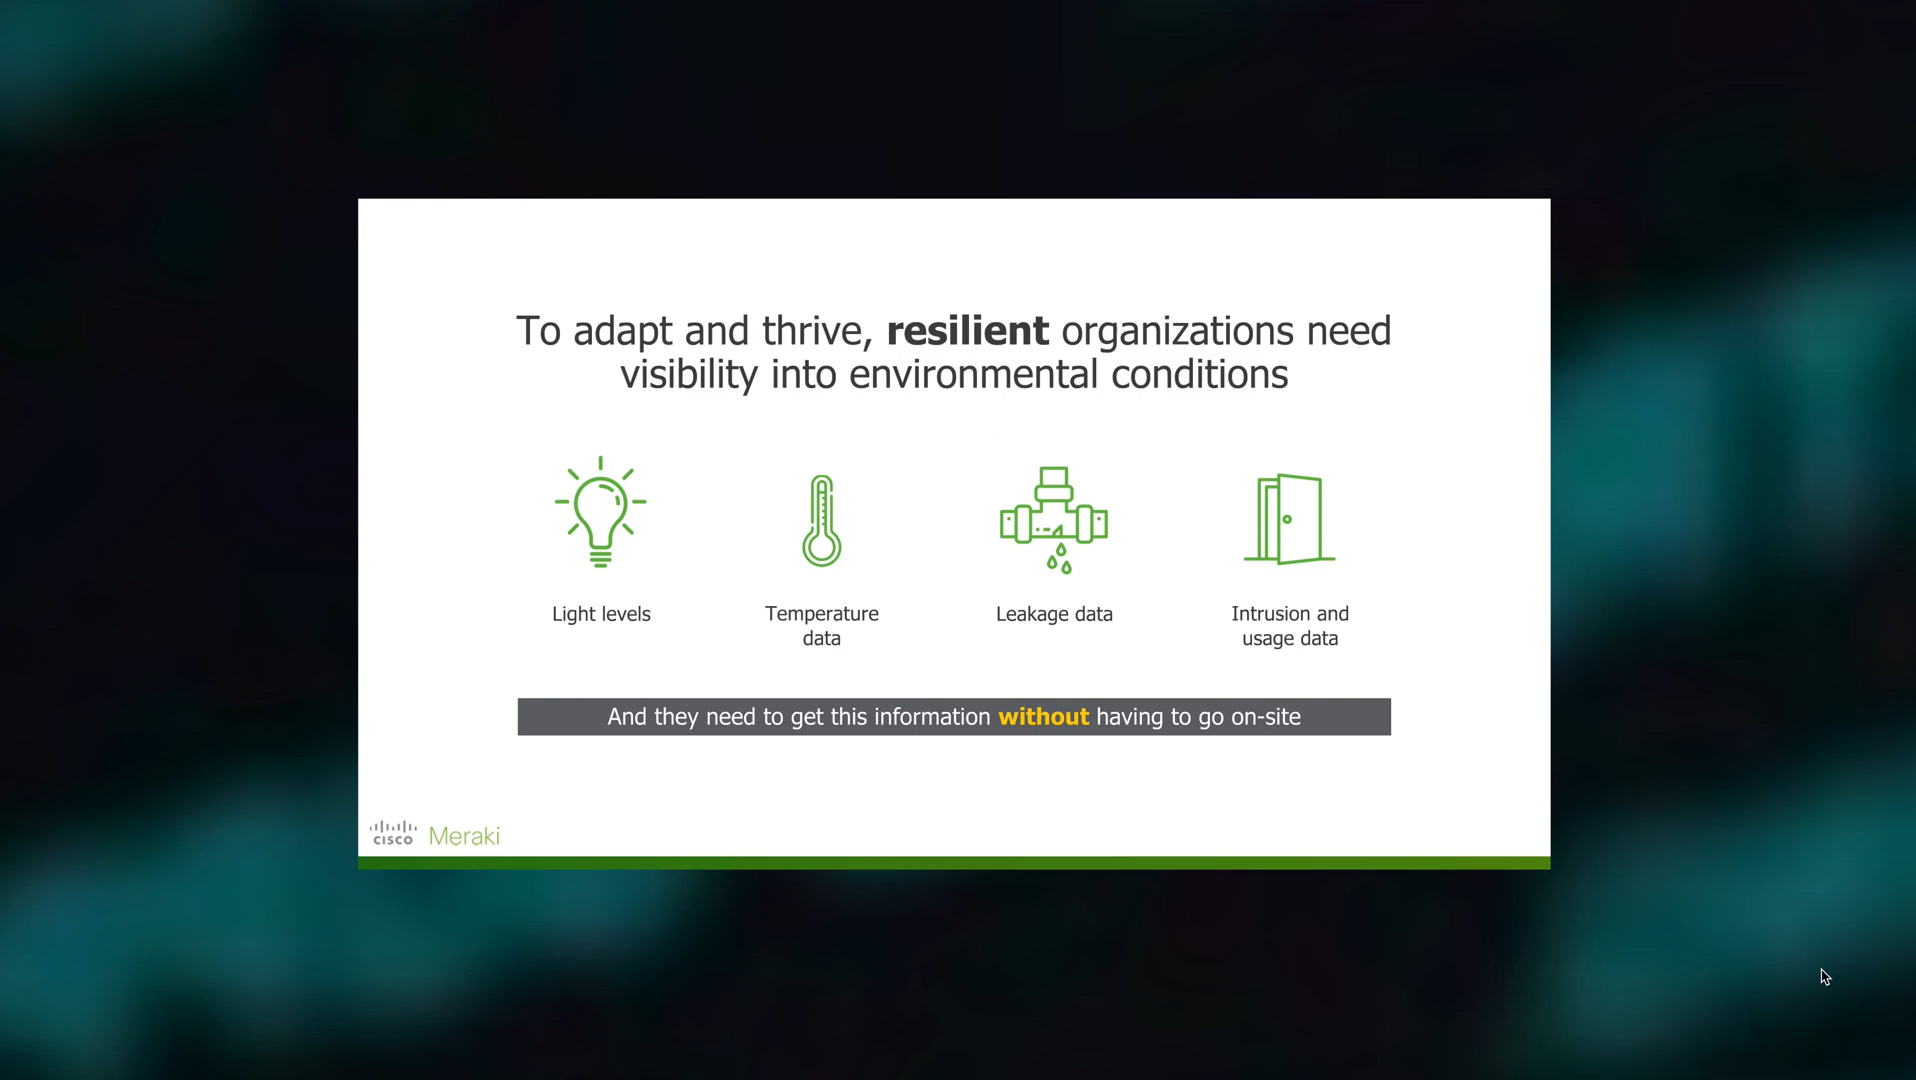 To adapt and thrive, resilient organizations need
visibility into environmental conditions
Light levels
Temperature
data
Leakage data
Intrusion and
usage data
And they need to get this information without having to go on-site
CISCO Meraki